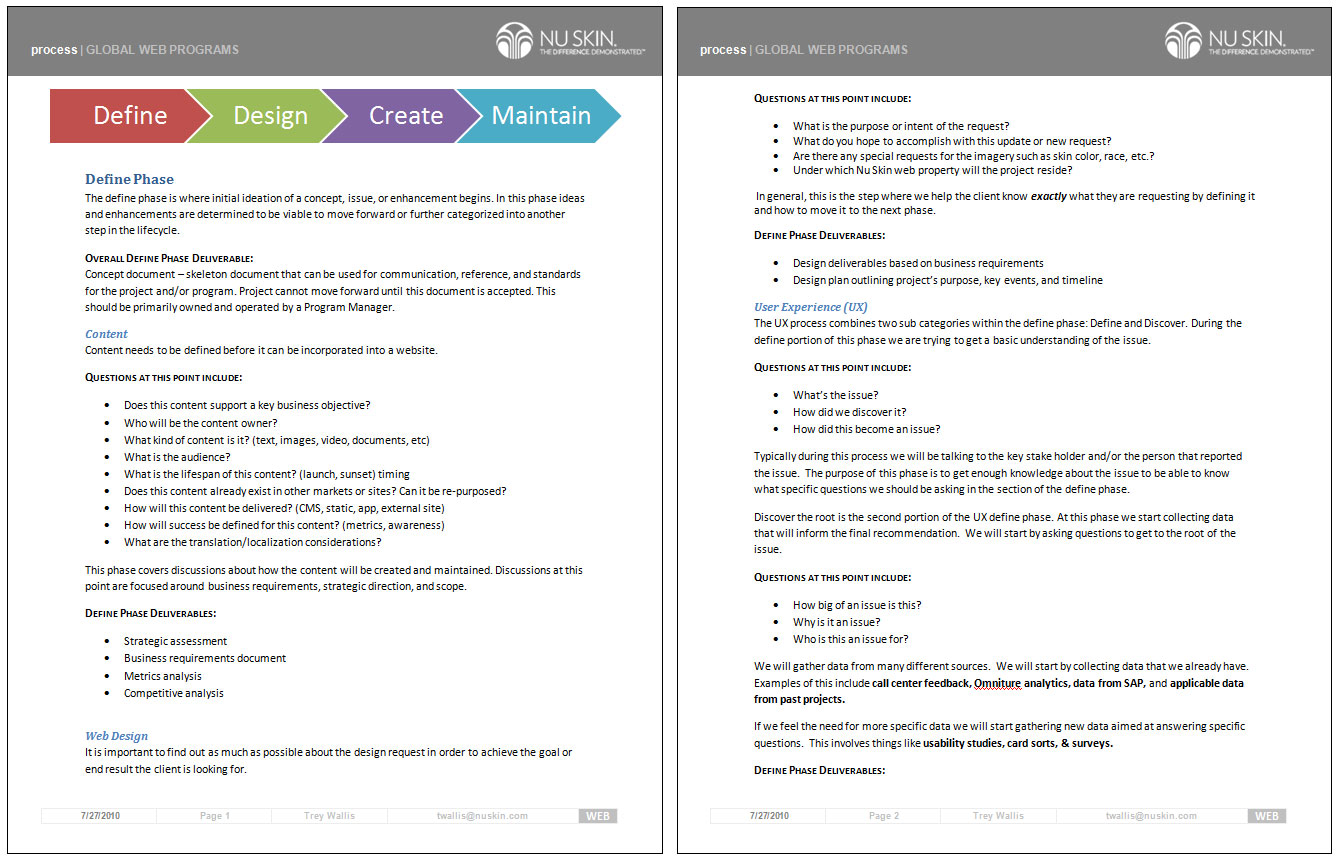 process | GLOBAL WEB PROGRAMS
NU SKIN.
THE DIFFERENCE. DEMONSTRATED.™
Define
Design
Create
Maintain
Define Phase
The define phase is where initial ideation of a concept, issue, or enhancement begins. In this phase ideas
and enhancements are determined to be viable to move forward or further categorized into another
step in the lifecycle.
OVERALL DEFINE PHASE DELIVERABLE:
Concept document – skeleton document that can be used for communication, reference, and standards
for the project and/or program. Project cannot move forward until this document is accepted. This
should be primarily owned and operated by a Program Manager.
Content
Content needs to be defined before it can be incorporated into a website.
QUESTIONS AT THIS POINT INCLUDE:
• Does this content support a key business objective?
• Who will be the content owner?
• What kind of content is it? (text, images, video, documents, etc)
• What is the audience?
• What is the lifespan of this content? (launch, sunset) timing
• Does this content already exist in other markets or sites? Can it be re-purposed?
• How will this content be delivered? (CMS, static, app, external site)
• How will success be defined for this content? (metrics, awareness)
• What are the translation/localization considerations?
This phase covers discussions about how the content will be created and maintained. Discussions at this
point are focused around business requirements, strategic direction, and scope.
DEFINE PHASE DELIVERABLES:
• Strategic assessment
• Business requirements document
• Metrics analysis
• Competitive analysis
Web Design
It is important to find out as much as possible about the design request in order to achieve the goal or
end result the client is looking for.
7/27/2010 Page 1 Trey Wallis twallis@nuskin.com WEB
process | GLOBAL WEB PROGRAMS
NU SKIN.
THE DIFFERENCE. DEMONSTRATED.™
QUESTIONS AT THIS POINT INCLUDE:
• What is the purpose or intent of the request?
• What do you hope to accomplish with this update or new request?
• Are there any special requests for the imagery such as skin color, race, etc.?
• Under which Nu Skin web property will the project reside?
In general, this is the step where we help the client know exactly what they are requesting by defining it
and how to move it to the next phase.
DEFINE PHASE DELIVERABLES:
• Design deliverables based on business requirements
• Design plan outlining project's purpose, key events, and timeline
User Experience (UX)
The UX process combines two sub categories within the define phase: Define and Discover. During the
define portion of this phase we are trying to get a basic understanding of the issue.
QUESTIONS AT THIS POINT INCLUDE:
• What's the issue?
• How did we discover it?
• How did this become an issue?
Typically during this process we will be talking to the key stake holder and/or the person that reported
the issue. The purpose of this phase is to get enough knowledge about the issue to be able to know
what specific questions we should be asking in the section of the define phase.
Discover the root is the second portion of the UX define phase. At this phase we start collecting data
that will inform the final recommendation. We will start by asking questions to get to the root of the
issue.
QUESTIONS AT THIS POINT INCLUDE:
• How big of an issue is this?
• Why is it an issue?
• Who is this an issue for?
We will gather data from many different sources. We will start by collecting data that we already have.
Examples of this include call center feedback, Omniture analytics, data from SAP, and applicable data
from past projects.
If we feel the need for more specific data we will start gathering new data aimed at answering specific
questions. This involves things like usability studies, card sorts, & surveys.
DEFINE PHASE DELIVERABLES:
7/27/2010 Page 2 Trey Wallis twallis@nuskin.com WEB